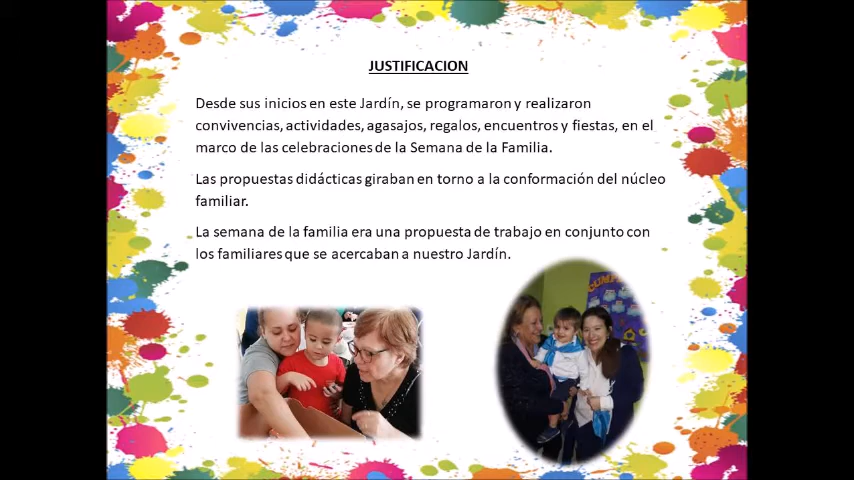 JUSTIFICACION
Desde sus inicios en este Jardín, se programaron y realizaron
convivencias, actividades, agasajos, regalos, encuentros y fiestas, en el
marco de las celebraciones de la Semana de la Familia.
Las propuestas didácticas giraban en torno a la conformación del núcleo
familiar.
La semana de la familia era una propuesta de trabajo en conjunto con
los familiares que se acercaban a nuestro Jardín.